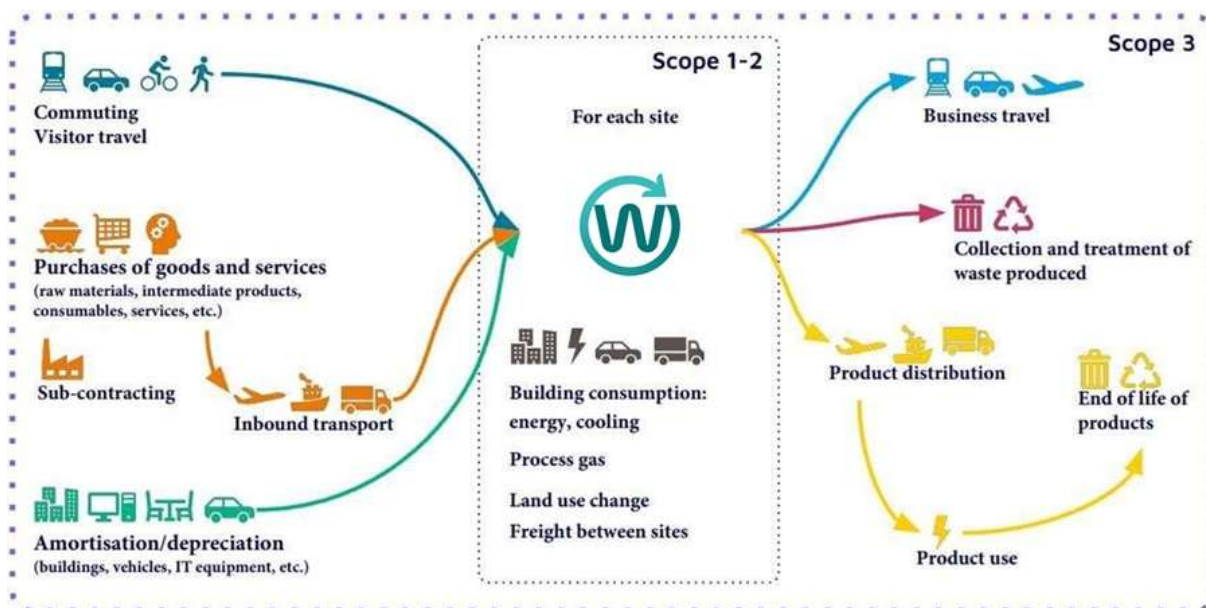 Scope 3
Scope 1-2
For each site
W
Building consumption:
energy, cooling
Process gas
Land use change
Freight between sites
Commuting
Visitor travel
Purchases of goods and services
(raw materials, intermediate products,
consumables, services, etc.)
Sub-contracting
Inbound transport
Amortisation/depreciation
(buildings, vehicles, IT equipment, etc.)
Business travel
Collection and treatment of
waste produced
Product distribution
End of life of
products
Product use